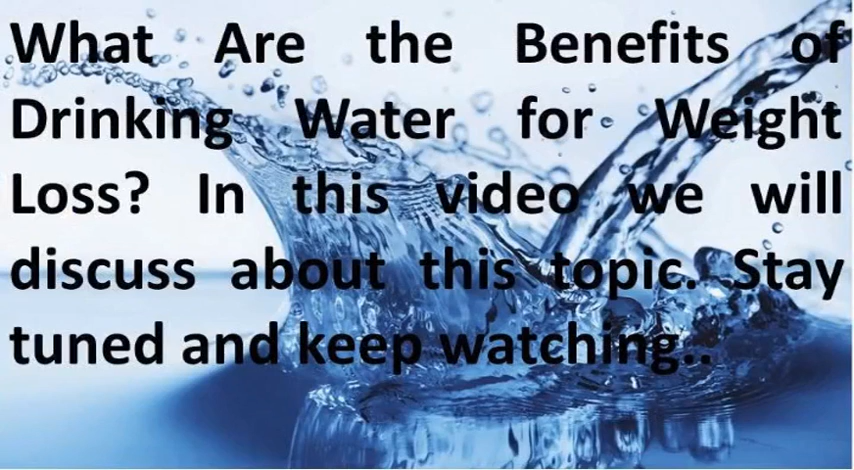 What Are the Benefits of
Drinking Water for Weight
Loss? In this video we will
discuss about this topic. Stay
tuned and keep watching..